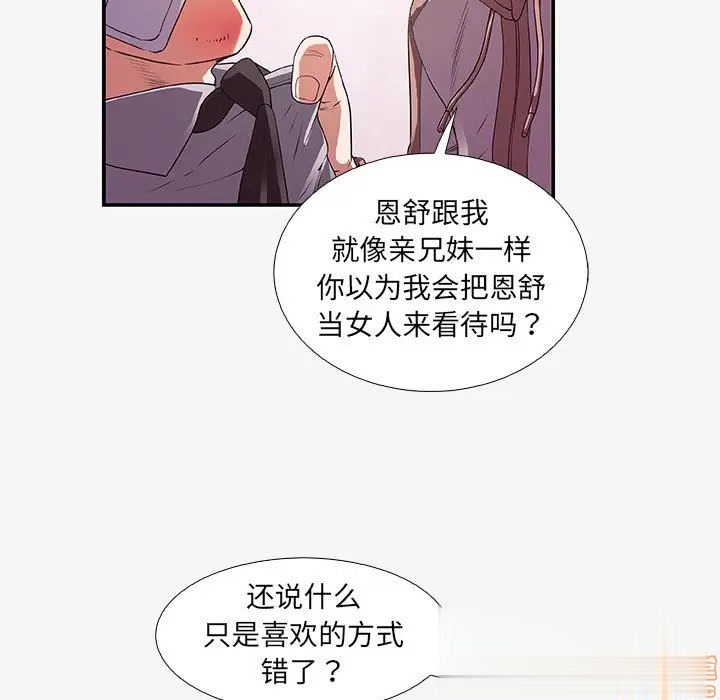 恩舒跟我
就像亲兄妹一样
你以为我会把恩舒
当女人来看待吗？
还说什么
只是喜欢的方式
错了？